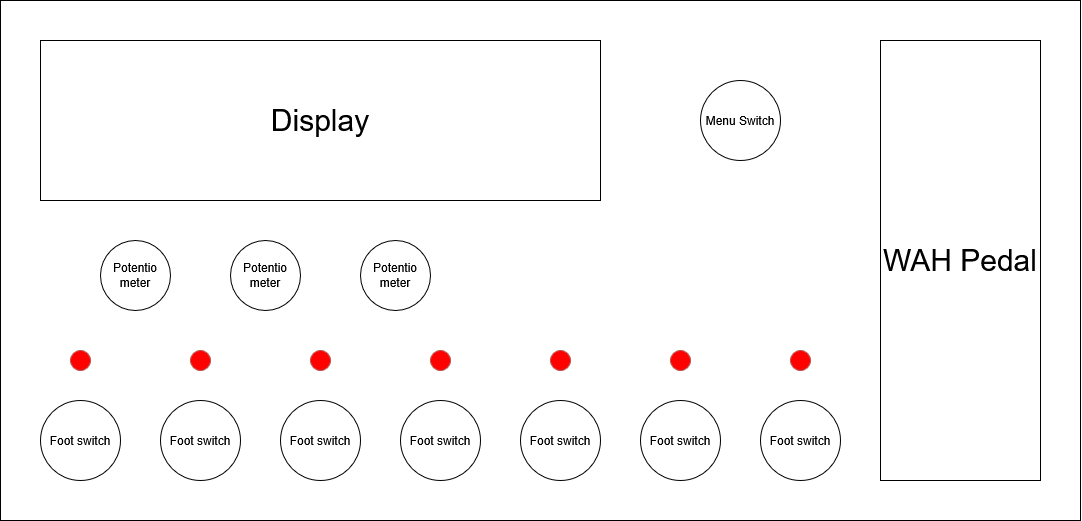 Display
Menu Switch
WAH Pedal
Potentio
meter
Potentio
meter
Potentio
meter
Foot switch
Foot switch
Foot switch
Foot switch
Foot switch
Foot switch
Foot switch